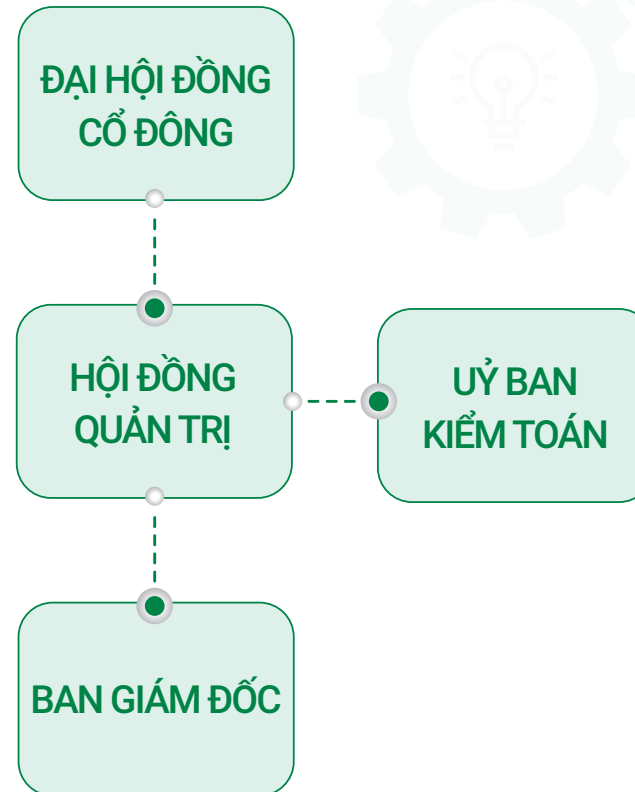 ĐẠI HỘI ĐỒNG
CỔ ĐÔNG
HỘI ĐỒNG
QUẢN TRỊ
UỶ BAN
KIỂM TOÁN
BAN GIÁM ĐỐC